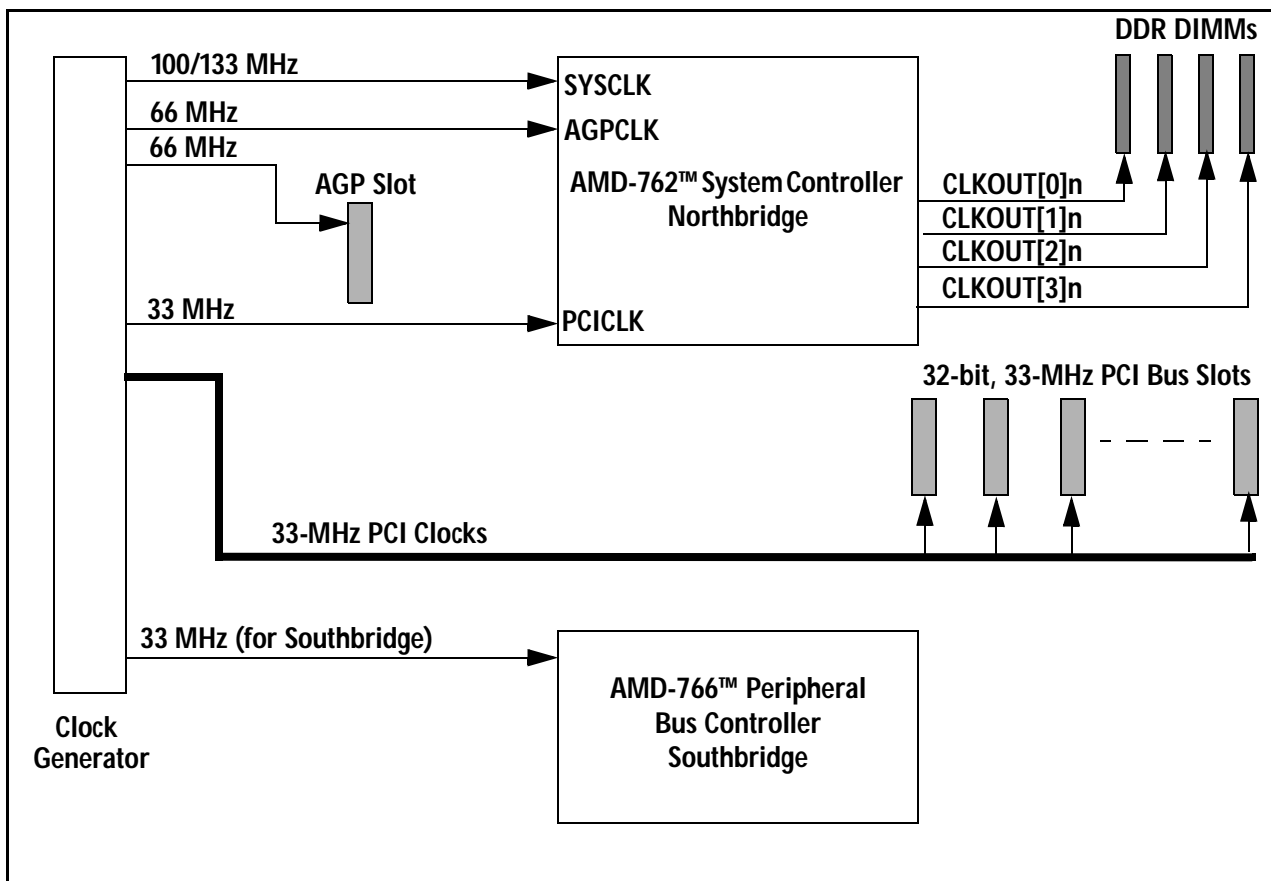 DDR DIMMs
100/133 MHz
SYSCLK
66 MHz
AGPCLK
66 MHz
AGP Slot
AMD-762™ System Controller
Northbridge
CLKOUT[0]n
CLKOUT[1]n
CLKOUT[2]n
CLKOUT[3]n
33 MHz
PCICLK
32-bit, 33-MHz PCI Bus Slots
33-MHz PCI Clocks
33 MHz (for Southbridge)
AMD-766™ Peripheral
Bus Controller
Southbridge
Clock
Generator